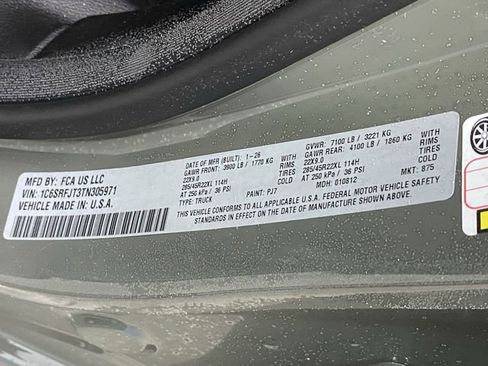 MFD BY: FCA US LLC
VIN: 1C6SRFJT3TN305971
VEHICLE MADE IN: U.S.A.
DATE OF MFR (BUILT): 1-26
GAWR FRONT: 3900 LB / 1770 KG WITH
22X9.0 RIMS
285/45R22XL 114H TIRES
AT 250 kPa / 36 PSI COLD
TYPE: TRUCK PAINT: PJ7
GVWR: 7100 LB / 3221 KG
GAWR REAR: 4100 LB / 1860 KG WITH
22X9.0 RIMS
285/45R22XL 114H TIRES
AT 250 kPa / 36 PSI COLD
MDH: 010812 MKT: 875
THIS VEHICLE CONFORMS TO ALL APPLICABLE U.S.A. FEDERAL MOTOR VEHICLE SAFETY
STANDARDS IN EFFECT ON THE DATE OF MANUFACTURE SHOWN ABOVE.